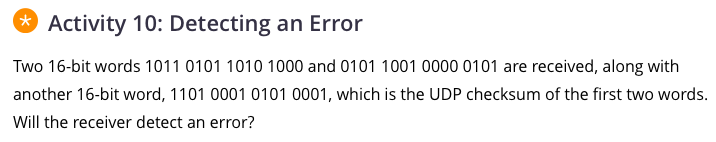 * Activity 10: Detecting an Error
Two 16-bit words 1011 0101 1010 1000 and 0101 1001 0000 0101 are received, along with
another 16-bit word, 1101 0001 0101 0001, which is the UDP checksum of the first two words.
Will the receiver detect an error?